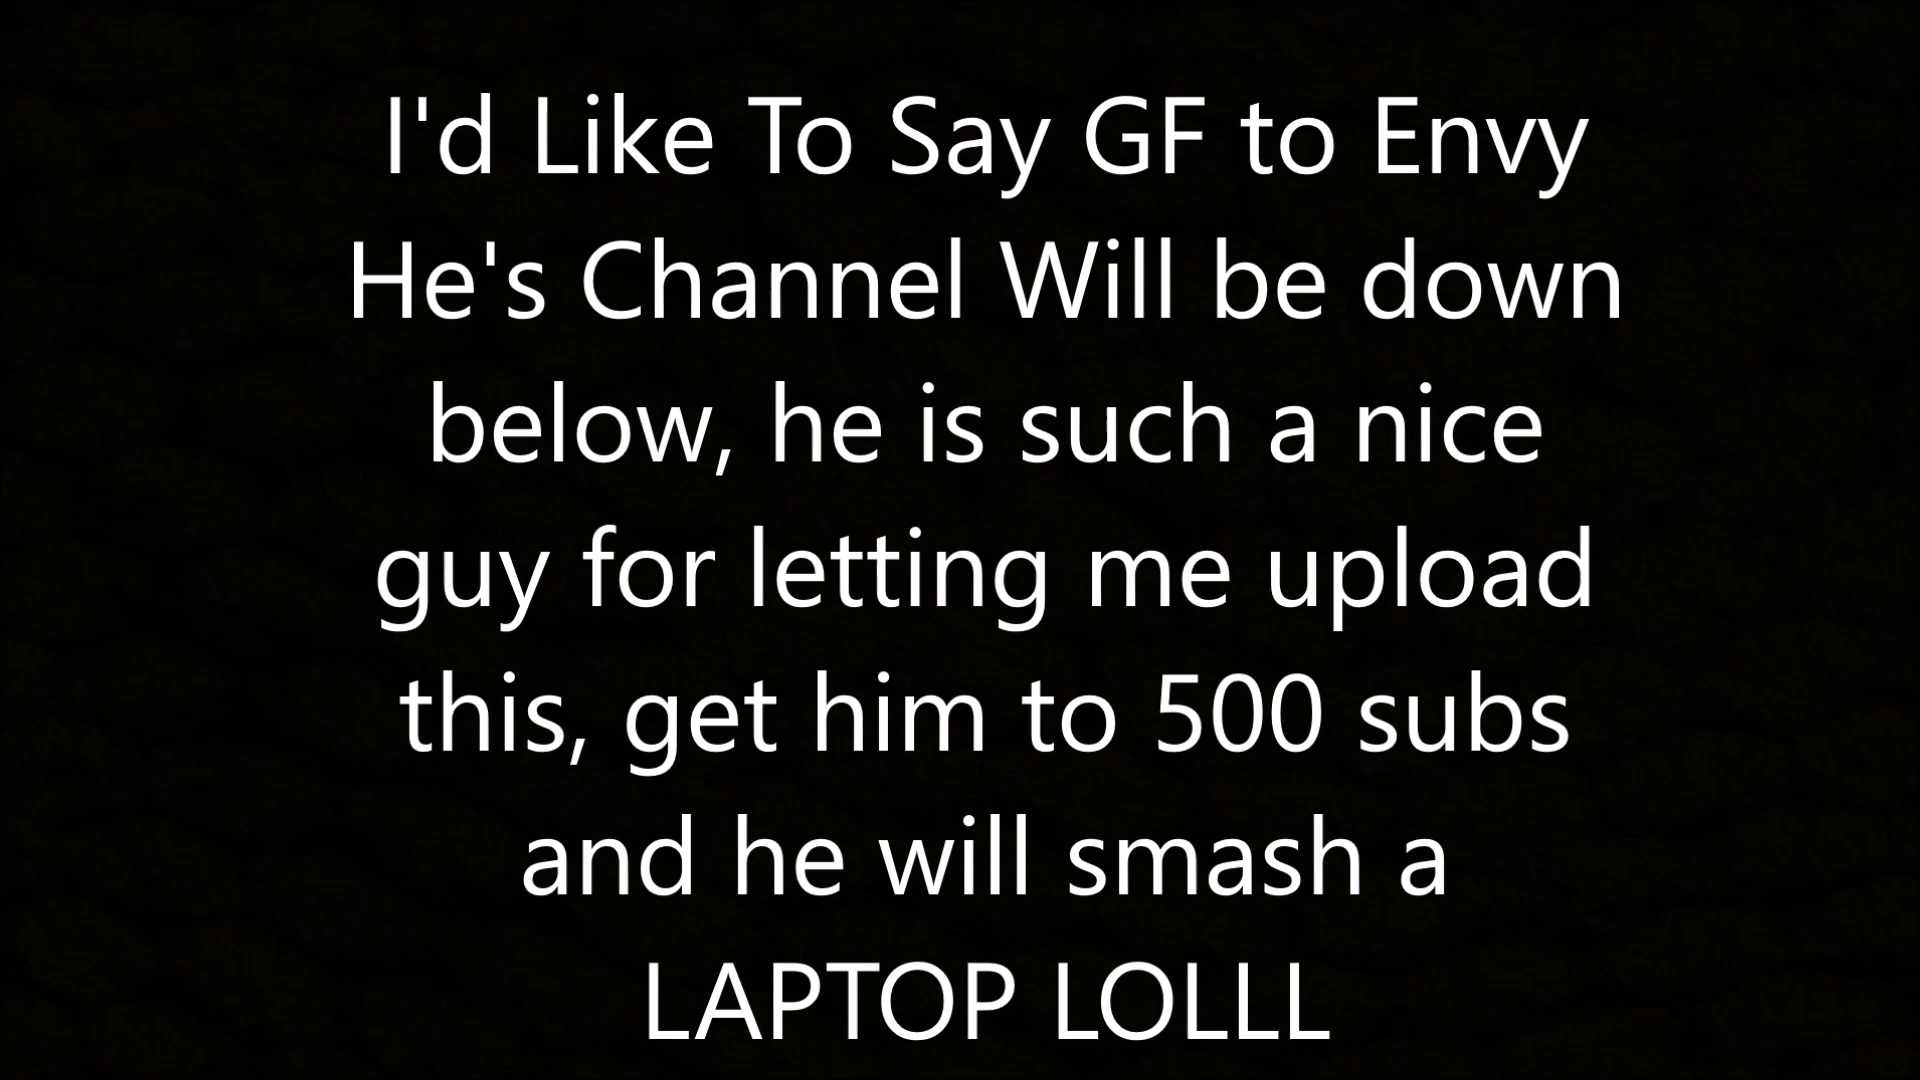 I'd Like To Say GF to Envy
He's Channel Will be down
below, he is such a nice
guy for letting me upload
this, get him to 500 subs
and he will smash a
LAPTOP LOLLL